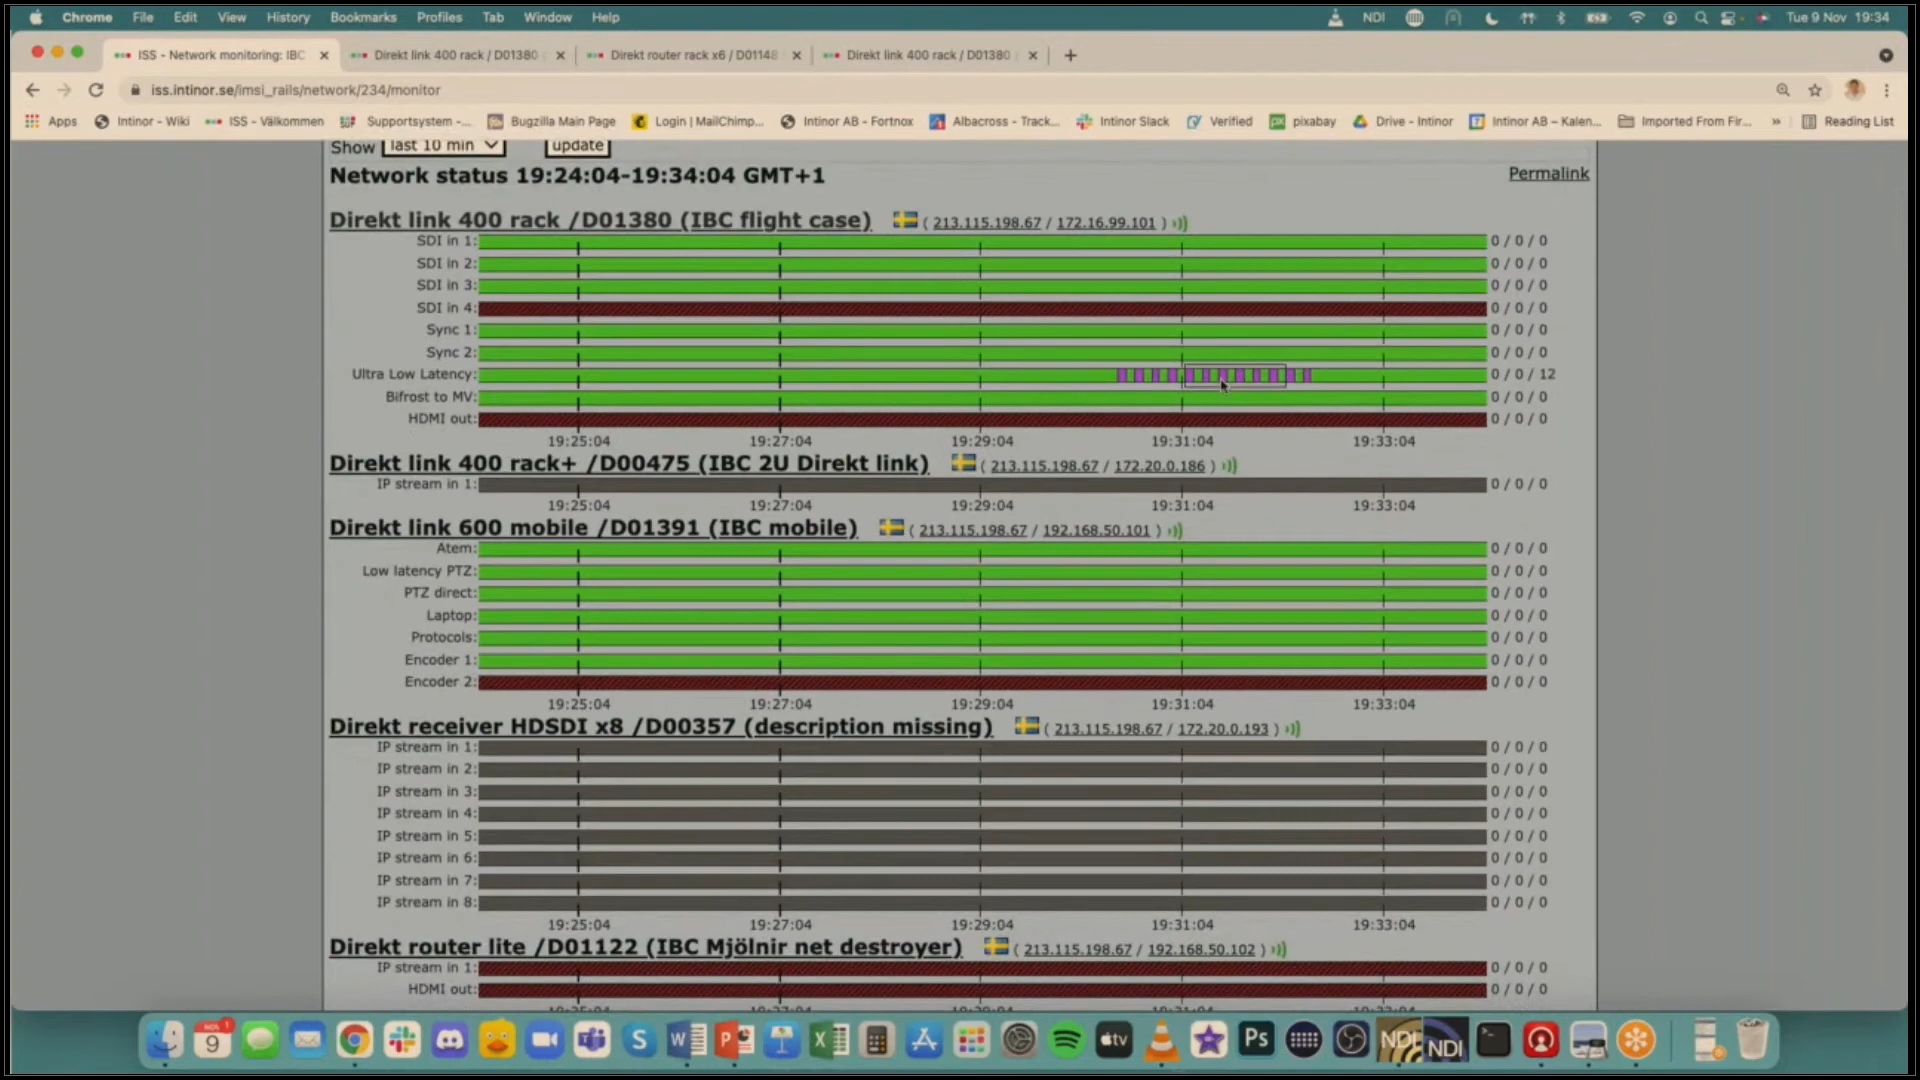 Chrome File Edit View History Bookmarks Profiles Tab Window Help NDI Tue 9 Nov 19:34
ISS - Network monitoring: IBC Direkt link 400 rack / D01380 Direkt router rack x6 / D01148 Direkt link 400 rack / D01380
iss.intinor.se/imsi_rails/network/234/monitor
Apps Intinor - Wiki ISS - Välkommen Supportsystem -... Bugzilla Main Page Login | MailChimp... Intinor AB - Fortnox Albacross - Track... Intinor Slack Verified pixabay Drive - Intinor Intinor AB – Kalen... Imported From Fir... » Reading List
Show last 10 min update
Network status 19:24:04-19:34:04 GMT+1 Permalink
Direkt link 400 rack /D01380 (IBC flight case) ( 213.115.198.67 / 172.16.99.101 )
SDI in 1: 0 / 0 / 0
SDI in 2: 0 / 0 / 0
SDI in 3: 0 / 0 / 0
SDI in 4: 0 / 0 / 0
Sync 1: 0 / 0 / 0
Sync 2: 0 / 0 / 0
Ultra Low Latency: 0 / 0 / 12
Bifrost to MV: 0 / 0 / 0
HDMI out: 0 / 0 / 0
19:25:04 19:27:04 19:29:04 19:31:04 19:33:04
Direkt link 400 rack+ /D00475 (IBC 2U Direkt link) ( 213.115.198.67 / 172.20.0.186 )
IP stream in 1: 0 / 0 / 0
19:25:04 19:27:04 19:29:04 19:31:04 19:33:04
Direkt link 600 mobile /D01391 (IBC mobile) ( 213.115.198.67 / 192.168.50.101 )
Atem: 0 / 0 / 0
Low latency PTZ: 0 / 0 / 0
PTZ direct: 0 / 0 / 0
Laptop: 0 / 0 / 0
Protocols: 0 / 0 / 0
Encoder 1: 0 / 0 / 0
Encoder 2: 0 / 0 / 0
19:25:04 19:27:04 19:29:04 19:31:04 19:33:04
Direkt receiver HDSDI x8 /D00357 (description missing) ( 213.115.198.67 / 172.20.0.193 )
IP stream in 1: 0 / 0 / 0
IP stream in 2: 0 / 0 / 0
IP stream in 3: 0 / 0 / 0
IP stream in 4: 0 / 0 / 0
IP stream in 5: 0 / 0 / 0
IP stream in 6: 0 / 0 / 0
IP stream in 7: 0 / 0 / 0
IP stream in 8: 0 / 0 / 0
19:25:04 19:27:04 19:29:04 19:31:04 19:33:04
Direkt router lite /D01122 (IBC Mjölnir net destroyer) ( 213.115.198.67 / 192.168.50.102 )
IP stream in 1: 0 / 0 / 0
HDMI out: 0 / 0 / 0
NOV 1
9 S W P X tv Ps NDI NDI